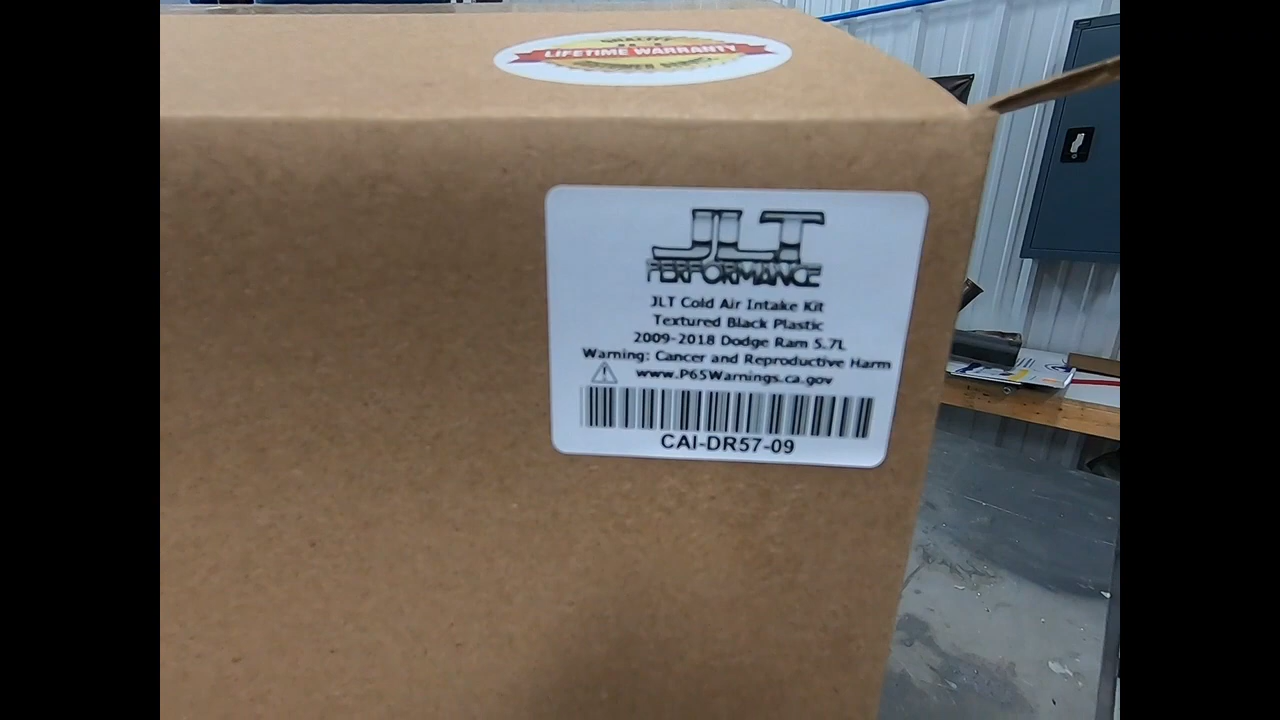 QUALITY
LIFETIME WARRANTY
JLT
PERFORMANCE
JLT Cold Air Intake Kit
Textured Black Plastic
2009-2018 Dodge Ram 5.7L
Warning: Cancer and Reproductive Harm
www.P65Warnings.ca.gov
CAI-DR57-09